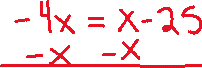 -4x = x-25
-x -x